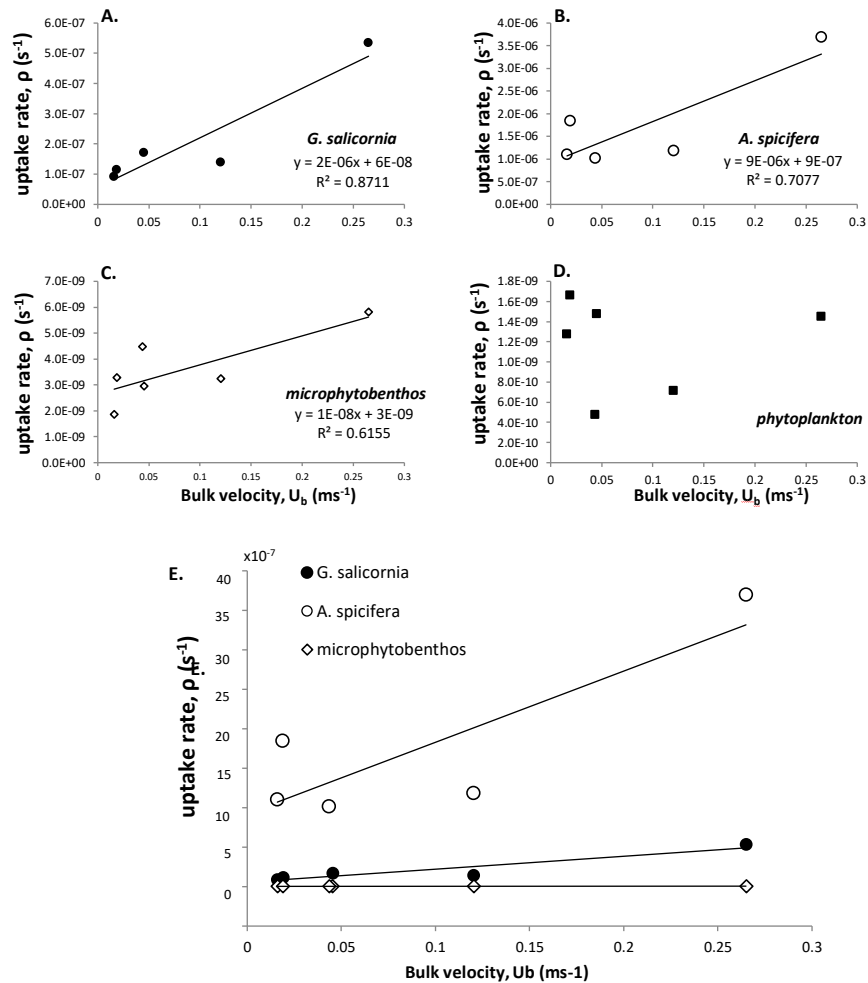 A.
7.0E-07
6.0E-07
5.0E-07
4.0E-07
3.0E-07
2.0E-07
1.0E-07
0.0E+00
uptake rate, ρ (s⁻¹)
G. salicornia
y = 2E-06x + 6E-08
R² = 0.8711
0 0.05 0.1 0.15 0.2 0.25 0.3
B.
4.0E-06
3.5E-06
3.0E-06
2.5E-06
2.0E-06
1.5E-06
1.0E-06
5.0E-07
0.0E+00
uptake rate, ρ (s⁻¹)
A. spicifera
y = 9E-06x + 9E-07
R² = 0.7077
0 0.05 0.1 0.15 0.2 0.25 0.3
C.
7.0E-09
6.0E-09
5.0E-09
4.0E-09
3.0E-09
2.0E-09
1.0E-09
0.0E+00
uptake rate, ρ (s⁻¹)
microphytobenthos
y = 1E-08x + 3E-09
R² = 0.6155
0 0.05 0.1 0.15 0.2 0.25 0.3
Bulk velocity, U_b (ms⁻¹)
D.
1.8E-09
1.6E-09
1.4E-09
1.2E-09
1.0E-09
8.0E-10
6.0E-10
4.0E-10
2.0E-10
0.0E+00
uptake rate, ρ (s⁻¹)
phytoplankton
0 0.05 0.1 0.15 0.2 0.25 0.3
Bulk velocity, U_b (ms⁻¹)
x10⁻⁷
E.
G. salicornia
A. spicifera
microphytobenthos
40
35
30
25
20
15
10
5
0
uptake rate, ρ (s⁻¹)
0 0.05 0.1 0.15 0.2 0.25 0.3
Bulk velocity, Ub (ms-1)